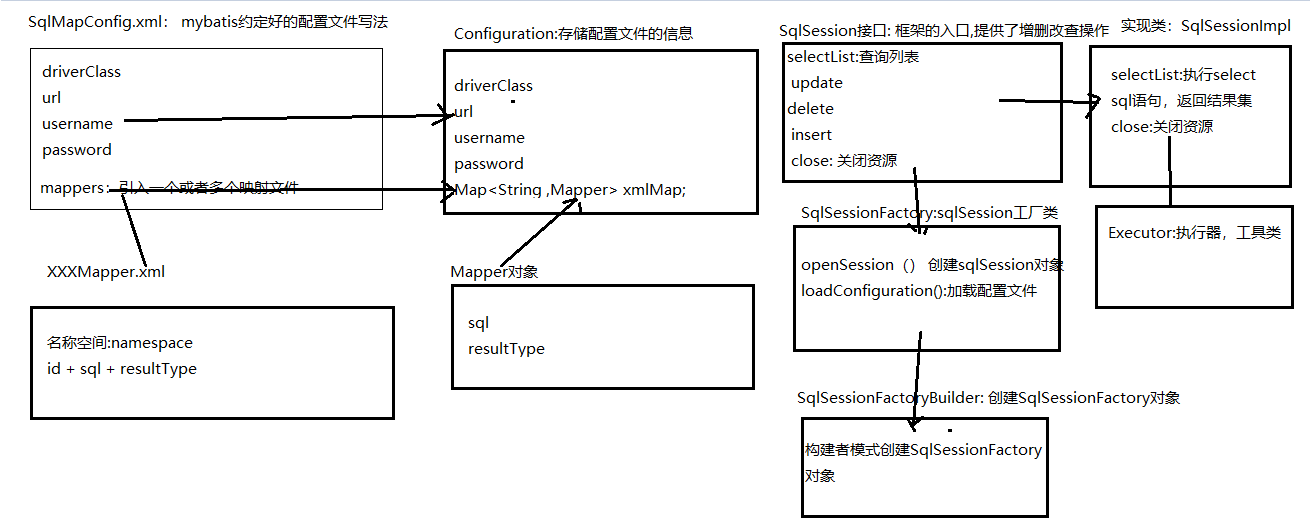 SqlMapConfig.xml： mybatis约定好的配置文件写法
driverClass
url
username
password
mappers：引入一个或者多个映射文件
XXXMapper.xml
名称空间:namespace
id + sql + resultType
Configuration:存储配置文件的信息
driverClass
url
username
password
Map<String ,Mapper> xmlMap;
Mapper对象
sql
resultType
SqlSession接口: 框架的入口,提供了增删改查操作
selectList:查询列表
update
delete
insert
close: 关闭资源
SqlSessionFactory:sqlSession工厂类
openSession（） 创建sqlSession对象
loadConfiguration():加载配置文件
SqlSessionFactoryBuilder: 创建SqlSessionFactory对象
构建者模式创建SqlSessionFactory
对象
实现类：SqlSessionImpl
selectList:执行select
sql语句，返回结果集
close:关闭资源
Executor:执行器，工具类